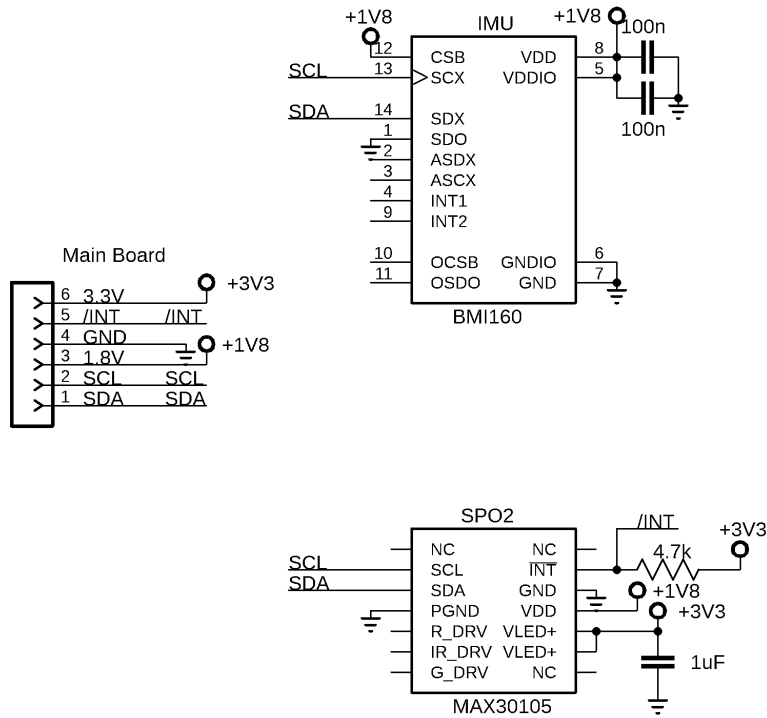 +1V8 IMU +1V8 100n
12 CSB VDD 8
SCL 13 SCX VDDIO 5
SDA 14 SDX 100n
1 SDO
2 ASDX
3 ASCX
4 INT1
9 INT2
10 OCSB GNDIO 6
11 OSDO GND 7
BMI160
Main Board
6 3.3V +3V3
5 /INT /INT
4 GND +1V8
3 1.8V
2 SCL SCL
1 SDA SDA
SPO2 /INT +3V3
NC NC 4.7k
SCL SCL INT
SDA SDA GND +1V8
PGND VDD +3V3
R_DRV VLED+
IR_DRV VLED+ 1uF
G_DRV NC
MAX30105